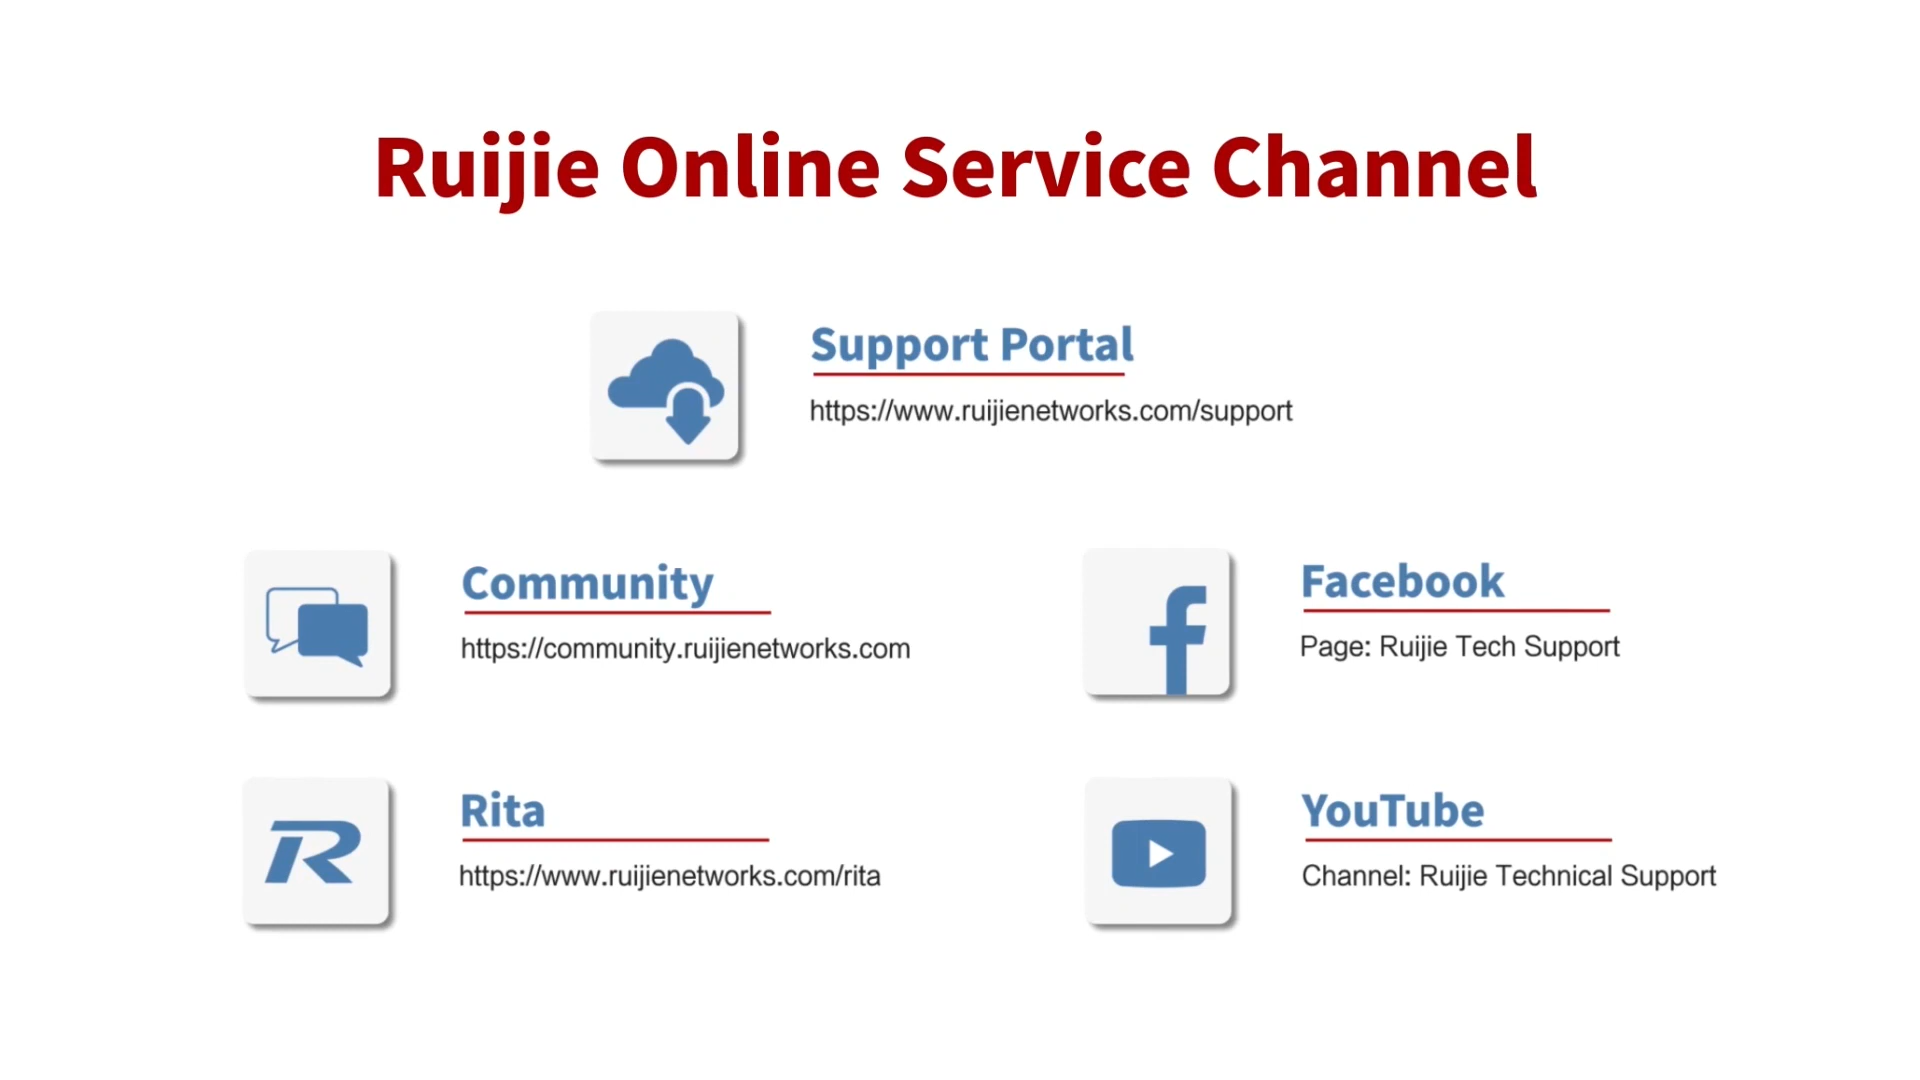 Ruijie Online Service Channel
Support Portal
https://www.ruijienetworks.com/support
Community
https://community.ruijienetworks.com
Facebook
Page: Ruijie Tech Support
Rita
https://www.ruijienetworks.com/rita
YouTube
Channel: Ruijie Technical Support